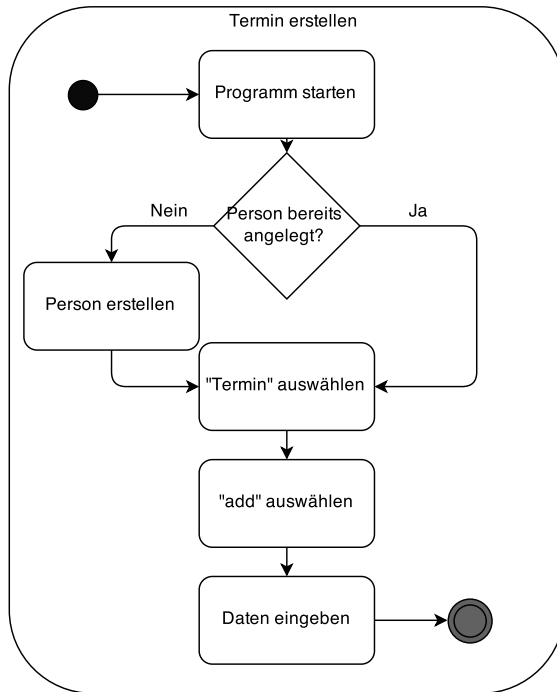 Termin erstellen
Programm starten
Person bereits
angelegt?
Nein
Ja
Person erstellen
"Termin" auswählen
"add" auswählen
Daten eingeben